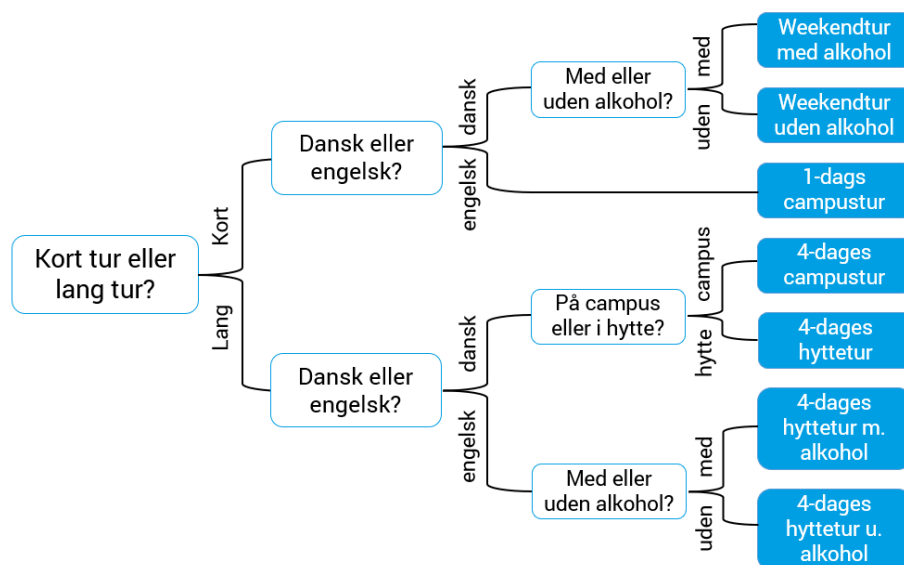 Kort tur eller
lang tur?
Kort
Lang
Dansk eller
engelsk?
dansk
engelsk
Med eller
uden alkohol?
med
uden
Weekendtur
med alkohol
Weekendtur
uden alkohol
1-dags
campustur
Dansk eller
engelsk?
dansk
engelsk
På campus
eller i hytte?
campus
hytte
4-dages
campustur
4-dages
hyttetur
Med eller
uden alkohol?
med
uden
4-dages
hyttetur m.
alkohol
4-dages
hyttetur u.
alkohol